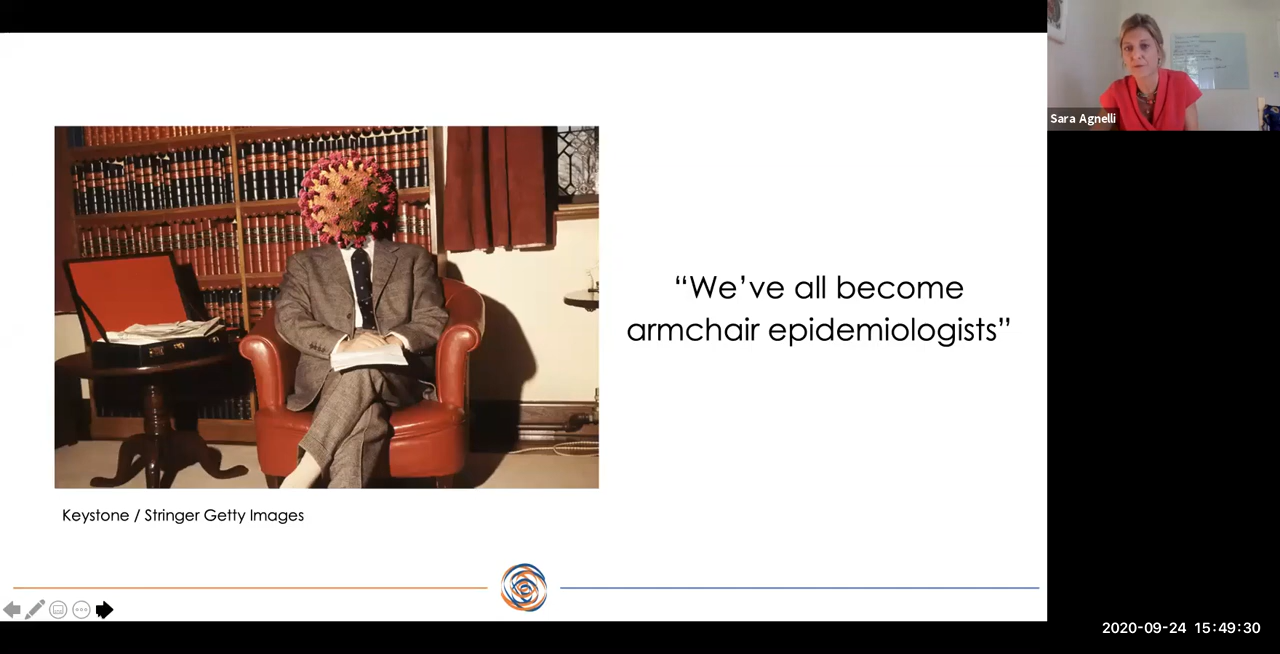 Sara Agnelli
“We’ve all become
armchair epidemiologists”
Keystone / Stringer Getty Images
2020-09-24 15:49:30